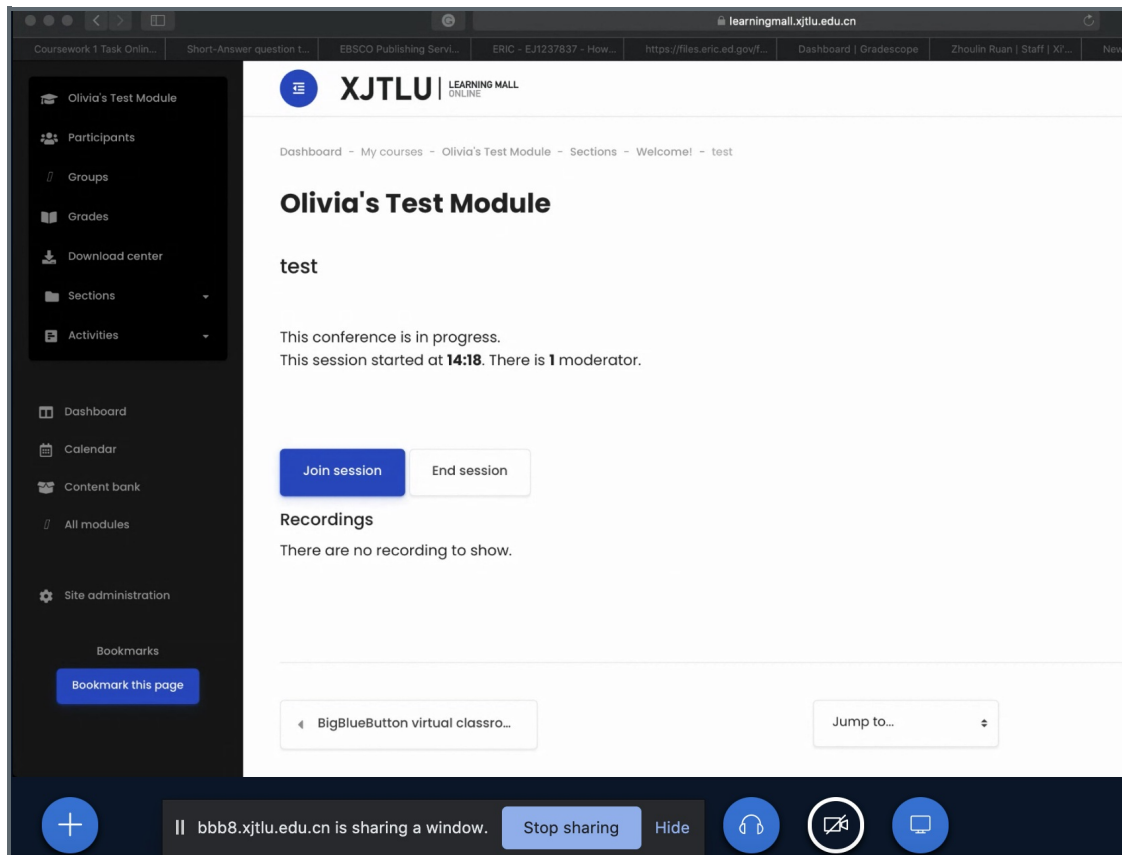 learningmall.xjtlu.edu.cn
Coursework 1 Task Onlin...
Short-Answer question t...
EBSCO Publishing Servi...
ERIC - EJ1237837 - How...
https://files.eric.ed.gov/f...
Dashboard | Gradescope
Zhoulin Ruan | Staff | Xi'...
New
Olivia's Test Module
Participants
Groups
Grades
Download center
Sections
Activities
Dashboard
Calendar
Content bank
All modules
Site administration
Bookmarks
Bookmark this page
XJTLU | LEARNING MALL
ONLINE
Dashboard - My courses - Olivia's Test Module - Sections - Welcome! - test
Olivia's Test Module
test
This conference is in progress.
This session started at 14:18. There is 1 moderator.
Join session
End session
Recordings
There are no recording to show.
BigBlueButton virtual classro...
Jump to...
bbb8.xjtlu.edu.cn is sharing a window.
Stop sharing
Hide